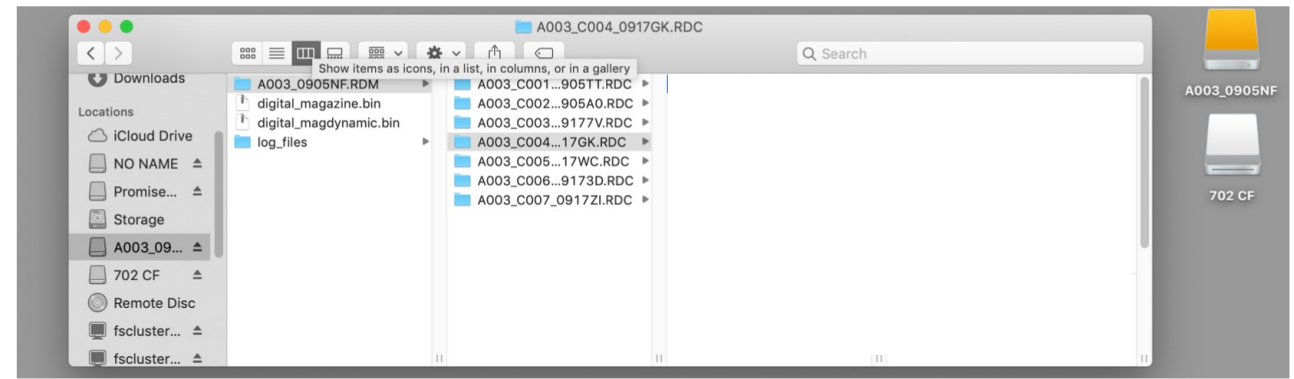 A003_C004_0917GK.RDC
Search
Show items as icons, in a list, in columns, or in a gallery
Downloads
Locations
iCloud Drive
NO NAME
Promise...
Storage
A003_09...
702 CF
Remote Disc
fscluster...
fscluster...
A003_0905NF.RDM
digital_magazine.bin
digital_magdynamic.bin
log_files
A003_C001...905TT.RDC
A003_C002...905A0.RDC
A003_C003...9177V.RDC
A003_C004...17GK.RDC
A003_C005...17WC.RDC
A003_C006...9173D.RDC
A003_C007_0917ZI.RDC
A003_0905NF
702 CF